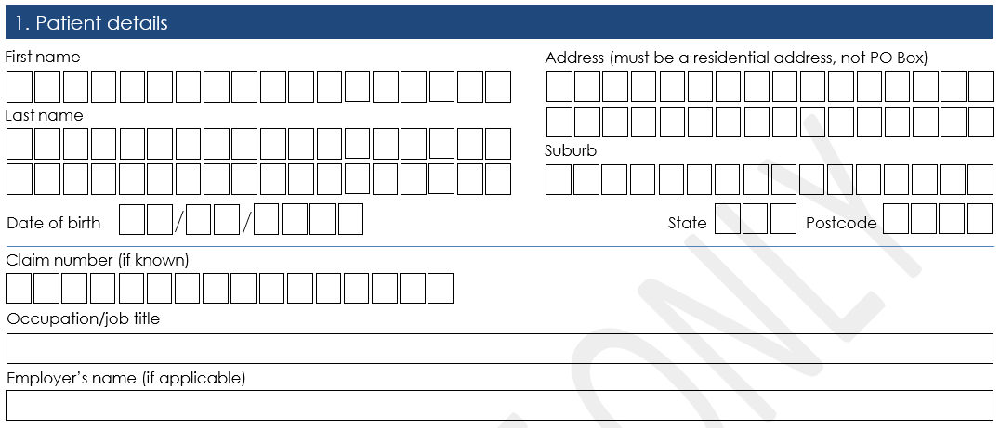 1. Patient details
First name
Last name
Date of birth / /
Address (must be a residential address, not PO Box)
Suburb
State Postcode
Claim number (if known)
Occupation/job title
Employer's name (if applicable)
ONLY